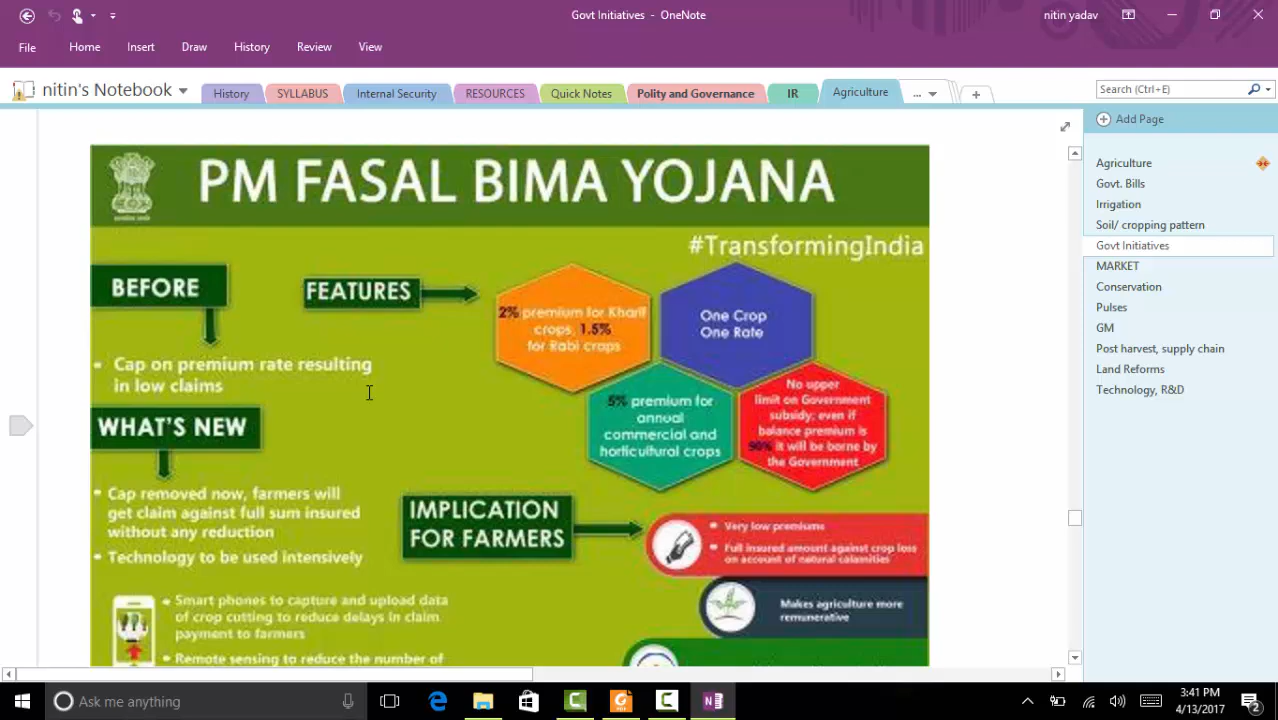 Govt Initiatives - OneNote
nitin yadav
File
Home
Insert
Draw
History
Review
View
nitin's Notebook
History
SYLLABUS
Internal Security
RESOURCES
Quick Notes
Polity and Governance
IR
Agriculture
...
Search (Ctrl+E)
Add Page
Agriculture
Govt. Bills
Irrigation
Soil/ cropping pattern
Govt Initiatives
MARKET
Conservation
Pulses
GM
Post harvest, supply chain
Land Reforms
Technology, R&D
PM FASAL BIMA YOJANA
#TransformingIndia
BEFORE
• Cap on premium rate resulting
in low claims
WHAT'S NEW
• Cap removed now, farmers will
get claim against full sum insured
without any reduction
• Technology to be used intensively
• Smart phones to capture and upload data
of crop cutting to reduce delays in claim
payment to farmers
• Remote sensing to reduce the number of
FEATURES
2% premium for Kharif
crops, 1.5%
for Rabi crops
One Crop
One Rate
5% premium for
annual
commercial and
horticultural crops
No upper
limit on Government
subsidy; even if
balance premium is
90% it will be borne by
the Government
IMPLICATION
FOR FARMERS
• Very low premiums
• Full insured amount against crop loss
on account of natural calamities
Makes agriculture more
remunerative
Ask me anything
3:41 PM
4/13/2017
2